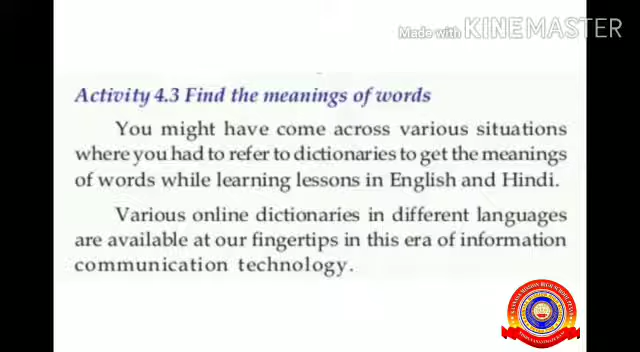 Made with KINEMASTER
Activity 4.3 Find the meanings of words
You might have come across various situations
where you had to refer to dictionaries to get the meanings
of words while learning lessons in English and Hindi.
Various online dictionaries in different languages
are available at our fingertips in this era of information
communication technology.